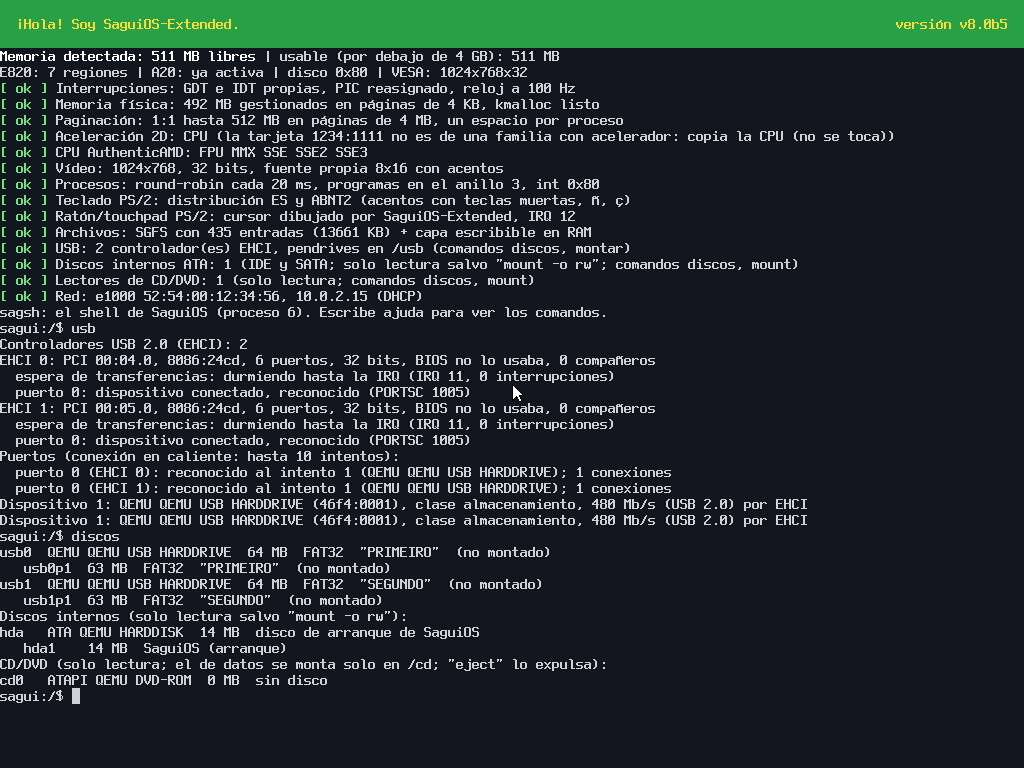 ¡Hola! Soy SaguiOS-Extended.
versión v8.0b5
Memoria detectada: 511 MB libres | usable (por debajo de 4 GB): 511 MB
E820: 7 regiones | A20: ya activa | disco 0x80 | VESA: 1024x768x32
[ ok ] Interrupciones: GDT e IDT propias, PIC reasignado, reloj a 100 Hz
[ ok ] Memoria física: 492 MB gestionados en páginas de 4 KB, kmalloc listo
[ ok ] Paginación: 1:1 hasta 512 MB en páginas de 4 MB, un espacio por proceso
[ ok ] Aceleración 2D: CPU (la tarjeta 1234:1111 no es de una familia con acelerador: copia la CPU (no se toca))
[ ok ] CPU AuthenticAMD: FPU MMX SSE SSE2 SSE3
[ ok ] Vídeo: 1024x768, 32 bits, fuente propia 8x16 con acentos
[ ok ] Procesos: round-robin cada 20 ms, programas en el anillo 3, int 0x80
[ ok ] Teclado PS/2: distribución ES y ABNT2 (acentos con teclas muertas, ñ, ç)
[ ok ] Ratón/touchpad PS/2: cursor dibujado por SaguiOS-Extended, IRQ 12
[ ok ] Archivos: SGFS con 435 entradas (13661 KB) + capa escribible en RAM
[ ok ] USB: 2 controlador(es) EHCI, pendrives en /usb (comandos discos, montar)
[ ok ] Discos internos ATA: 1 (IDE y SATA; solo lectura salvo "mount -o rw"; comandos discos, mount)
[ ok ] Lectores de CD/DVD: 1 (solo lectura; comandos discos, mount)
[ ok ] Red: e1000 52:54:00:12:34:56, 10.0.2.15 (DHCP)
sagsh: el shell de SaguiOS (proceso 6). Escribe ayuda para ver los comandos.
sagui:/$ usb
Controladores USB 2.0 (EHCI): 2
EHCI 0: PCI 00:04.0, 8086:24cd, 6 puertos, 32 bits, BIOS no lo usaba, 0 compañeros
  espera de transferencias: durmiendo hasta la IRQ (IRQ 11, 0 interrupciones)
  puerto 0: dispositivo conectado, reconocido (PORTSC 1005)
EHCI 1: PCI 00:05.0, 8086:24cd, 6 puertos, 32 bits, BIOS no lo usaba, 0 compañeros
  espera de transferencias: durmiendo hasta la IRQ (IRQ 11, 0 interrupciones)
  puerto 0: dispositivo conectado, reconocido (PORTSC 1005)
Puertos (conexión en caliente: hasta 10 intentos):
  puerto 0 (EHCI 0): reconocido al intento 1 (QEMU QEMU USB HARDDRIVE); 1 conexiones
  puerto 0 (EHCI 1): reconocido al intento 1 (QEMU QEMU USB HARDDRIVE); 1 conexiones
Dispositivo 1: QEMU QEMU USB HARDDRIVE (46f4:0001), clase almacenamiento, 480 Mb/s (USB 2.0) por EHCI
Dispositivo 1: QEMU QEMU USB HARDDRIVE (46f4:0001), clase almacenamiento, 480 Mb/s (USB 2.0) por EHCI
sagui:/$ discos
usb0  QEMU QEMU USB HARDDRIVE  64 MB  FAT32  "PRIMEIRO"  (no montado)
   usb0p1  63 MB  FAT32  "PRIMEIRO"  (no montado)
usb1  QEMU QEMU USB HARDDRIVE  64 MB  FAT32  "SEGUNDO"  (no montado)
   usb1p1  63 MB  FAT32  "SEGUNDO"  (no montado)
Discos internos (solo lectura salvo "mount -o rw"):
hda   ATA QEMU HARDDISK  14 MB  disco de arranque de SaguiOS
   hda1    14 MB  SaguiOS (arranque)
CD/DVD (solo lectura; el de datos se monta solo en /cd; "eject" lo expulsa):
cd0   ATAPI QEMU DVD-ROM  0 MB  sin disco
sagui:/$